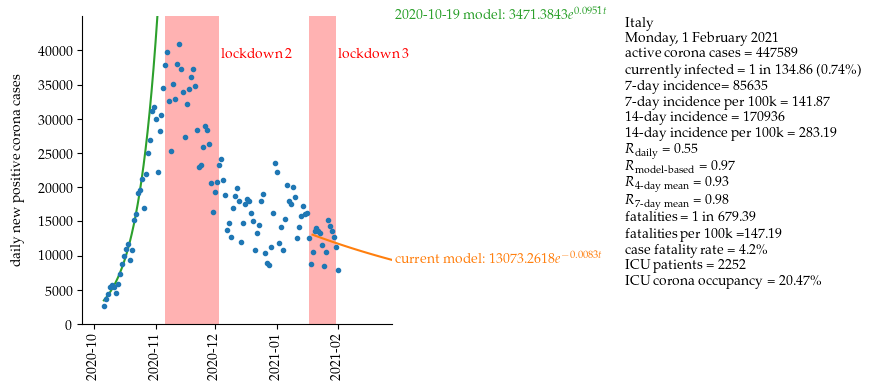 2020-10-19 model: 3471.3843e^0.0951t
40000
35000
30000
25000
20000
15000
10000
5000
0
daily new positive corona cases
lockdown 2
lockdown 3
current model: 13073.2618e^−0.0083t
2020-10
2020-11
2020-12
2021-01
2021-02
Italy
Monday, 1 February 2021
active corona cases = 447589
currently infected = 1 in 134.86 (0.74%)
7-day incidence= 85635
7-day incidence per 100k = 141.87
14-day incidence = 170936
14-day incidence per 100k = 283.19
R_daily = 0.55
R_model-based = 0.97
R_4-day mean = 0.93
R_7-day mean = 0.98
fatalities = 1 in 679.39
fatalities per 100k =147.19
case fatality rate = 4.2%
ICU patients = 2252
ICU corona occupancy = 20.47%